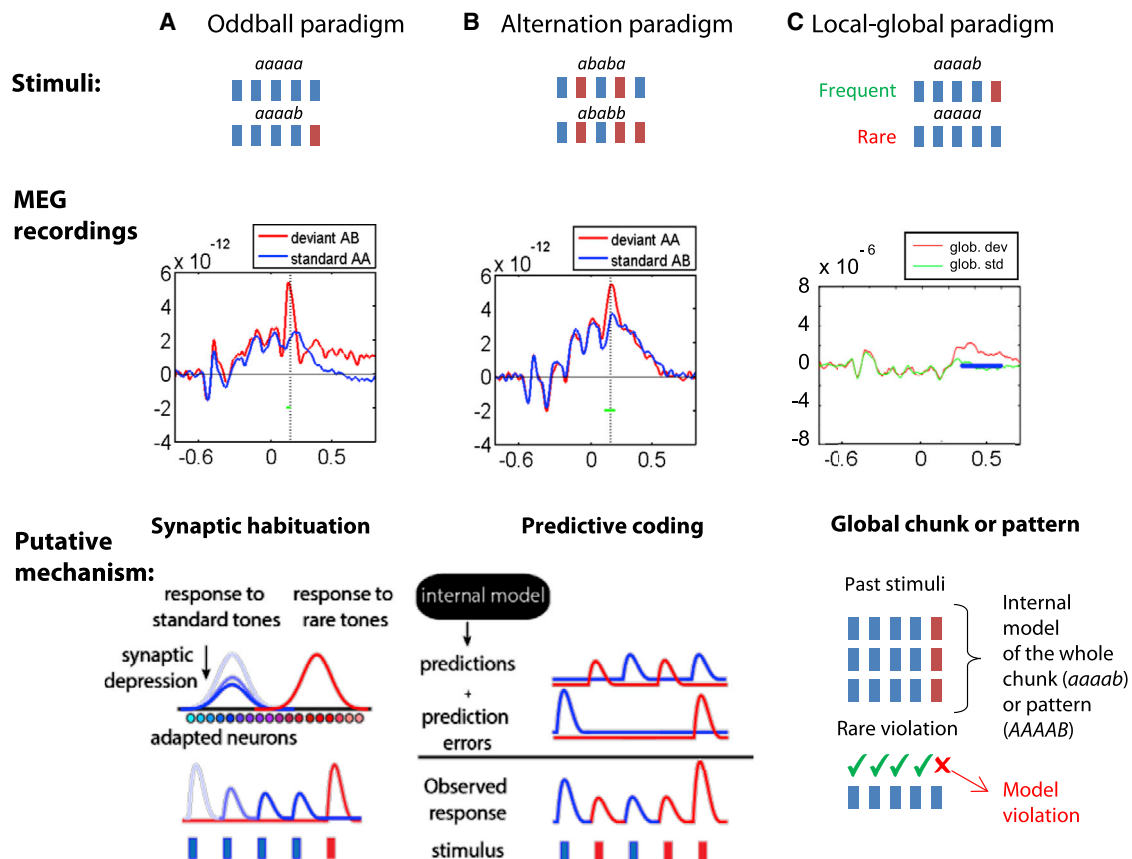 A Oddball paradigm
B Alternation paradigm
C Local-global paradigm
Stimuli:
aaaaa
aaaab
ababa
ababb
aaaab
Frequent
aaaaa
Rare
MEG
recordings
x 10 -12
deviant AB
standard AA
6
4
2
0
-2
-4
-0.6 0 0.5
x 10 -12
deviant AA
standard AB
6
4
2
0
-2
-4
-0.6 0 0.5
x 10 -6
glob. dev
glob. std
8
4
0
-4
-8
-0.6 0 0.5
Putative
mechanism:
Synaptic habituation
response to
standard tones
response to
rare tones
synaptic
depression
adapted neurons
Predictive coding
internal model
predictions
+
prediction
errors
Observed
response
stimulus
Global chunk or pattern
Past stimuli
Internal
model
of the whole
chunk (aaaab)
or pattern
(AAAAB)
Rare violation
Model
violation